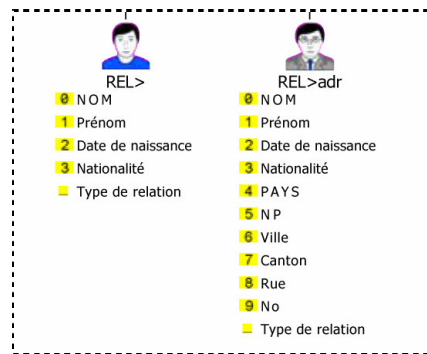 REL>
0 NOM
1 Prénom
2 Date de naissance
3 Nationalité
_ Type de relation
REL>adr
0 NOM
1 Prénom
2 Date de naissance
3 Nationalité
4 PAYS
5 NP
6 Ville
7 Canton
8 Rue
9 No
_ Type de relation